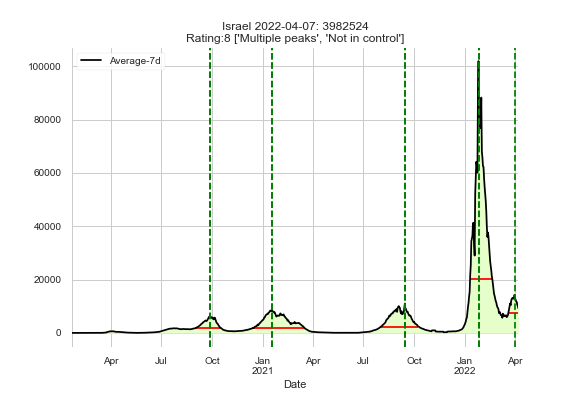 Israel 2022-04-07: 3982524
Rating:8 ['Multiple peaks', 'Not in control']
Average-7d
100000
80000
60000
40000
20000
0
Apr Jul Oct Jan Apr Jul Oct Jan Apr
2021 2022
Date